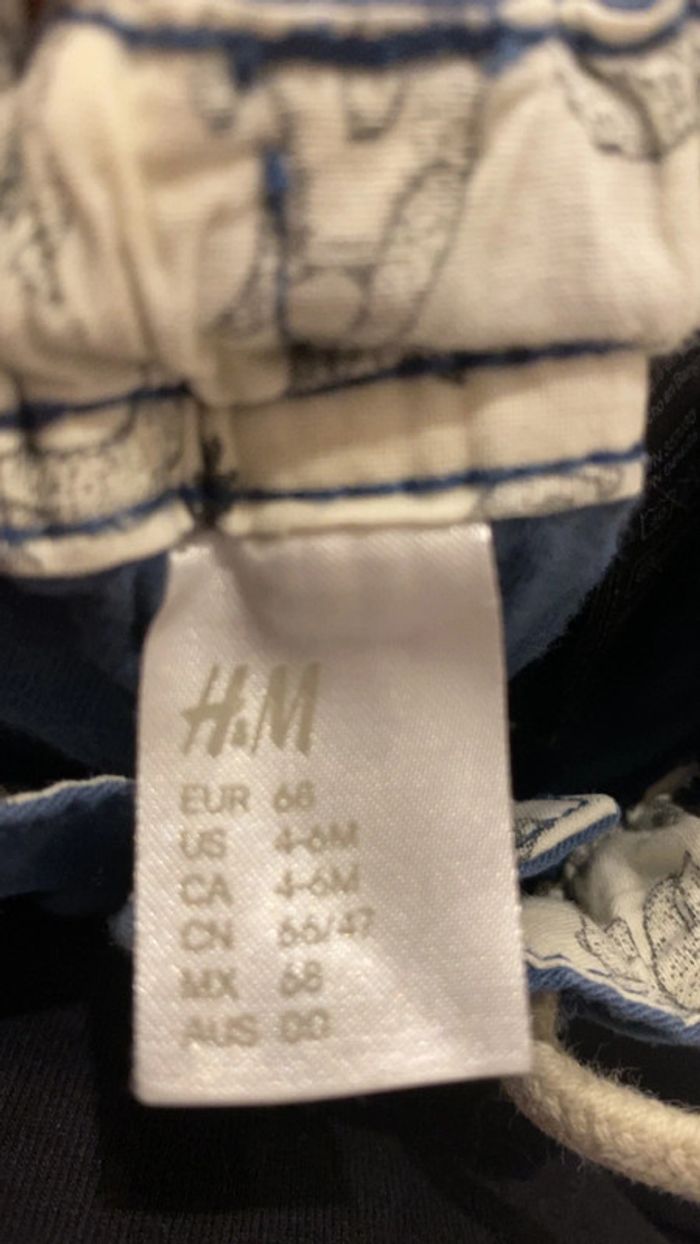 H&M
EUR 68
US 4-6M
CA 4-6M
CN 66/47
MX 68
AUS 00